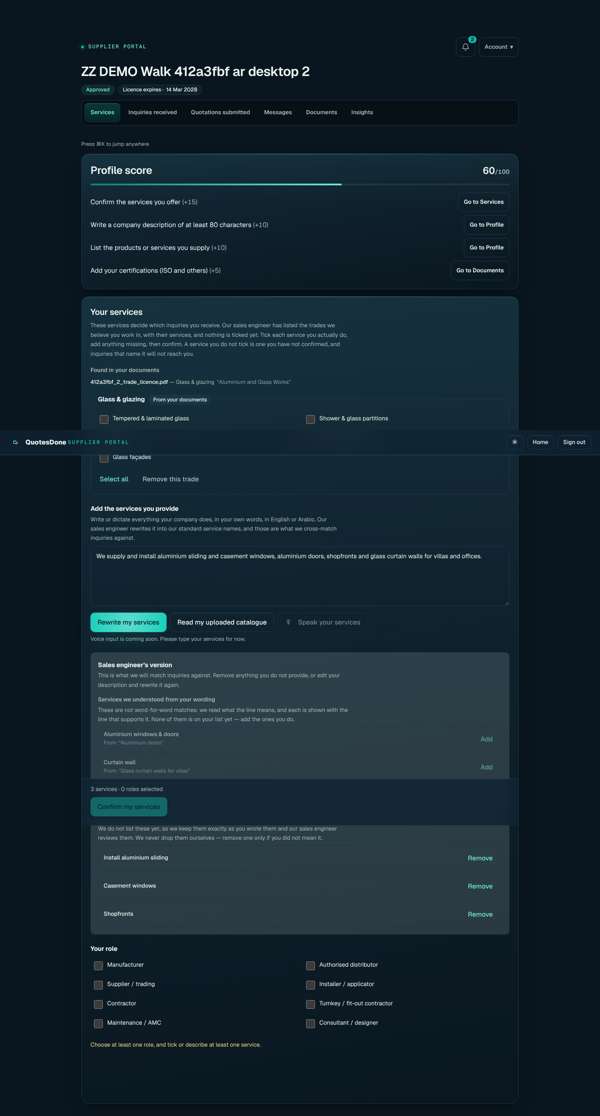 SUPPLIER PORTAL
2
Account ▾
ZZ DEMO Walk 412a3fbf ar desktop 2
Approved
Licence expires · 14 Mar 2028
Services
Inquiries received
Quotations submitted
Messages
Documents
Insights
Press ⌘K to jump anywhere
Profile score
60/100
Confirm the services you offer (+15)
Go to Services
Write a company description of at least 80 characters (+10)
Go to Profile
List the products or services you supply (+10)
Go to Profile
Add your certifications (ISO and others) (+5)
Go to Documents
Your services
These services decide which inquiries you receive. Our sales engineer has listed the trades we
believe you work in, with their services, and nothing is ticked yet. Tick each service you actually do,
add anything missing, then confirm. A service you do not tick is one you have not confirmed, and
inquiries that name it will not reach you.
Found in your documents
412a3fbf_2_trade_licence.pdf — Glass & glazing "Aluminium and Glass Works"
Glass & glazing
From your documents
Tempered & laminated glass
Shower & glass partitions
QuotesDone SUPPLIER PORTAL
Home
Sign out
Glass façades
Select all
Remove this trade
Add the services you provide
Write or dictate everything your company does, in your own words, in English or Arabic. Our
sales engineer rewrites it into our standard service names, and those are what we cross-match
inquiries against.
We supply and install aluminium sliding and casement windows, aluminium doors, shopfronts and glass curtain walls for villas and offices.
Rewrite my services
Read my uploaded catalogue
Speak your services
Voice input is coming soon. Please type your services for now.
Sales engineer's version
This is what we will match inquiries against. Remove anything you do not provide, or edit your
description and rewrite it again.
Services we understood from your wording
These are not word-for-word matches: we read what the line means, and each is shown with the
line that supports it. None of them is on your list yet — add the ones you do.
Aluminium windows & doors
From "Aluminium doors"
Add
Curtain wall
From "Glass curtain walls for villas"
Add
3 services · 0 roles selected
Confirm my services
We do not list these yet, so we keep them exactly as you wrote them and our sales engineer
reviews them. We never drop them ourselves — remove one only if you did not mean it.
Install aluminium sliding
Remove
Casement windows
Remove
Shopfronts
Remove
Your role
Manufacturer
Authorised distributor
Supplier / trading
Installer / applicator
Contractor
Turnkey / fit-out contractor
Maintenance / AMC
Consultant / designer
Choose at least one role, and tick or describe at least one service.